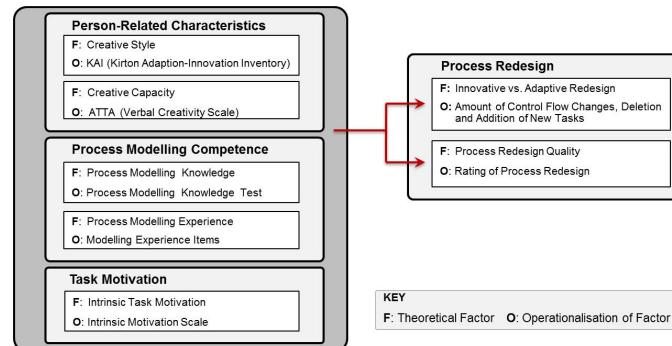 Person-Related Characteristics
F: Creative Style
O: KAI (Kirton Adaption-Innovation Inventory)
F: Creative Capacity
O: ATTA (Verbal Creativity Scale)
Process Modelling Competence
F: Process Modelling Knowledge
O: Process Modelling Knowledge Test
F: Process Modelling Experience
O: Modelling Experience Items
Task Motivation
F: Intrinsic Task Motivation
O: Intrinsic Motivation Scale
Process Redesign
F: Innovative vs. Adaptive Redesign
O: Amount of Control Flow Changes, Deletion
and Addition of New Tasks
F: Process Redesign Quality
O: Rating of Process Redesign
KEY
F: Theoretical Factor O: Operationalisation of Factor